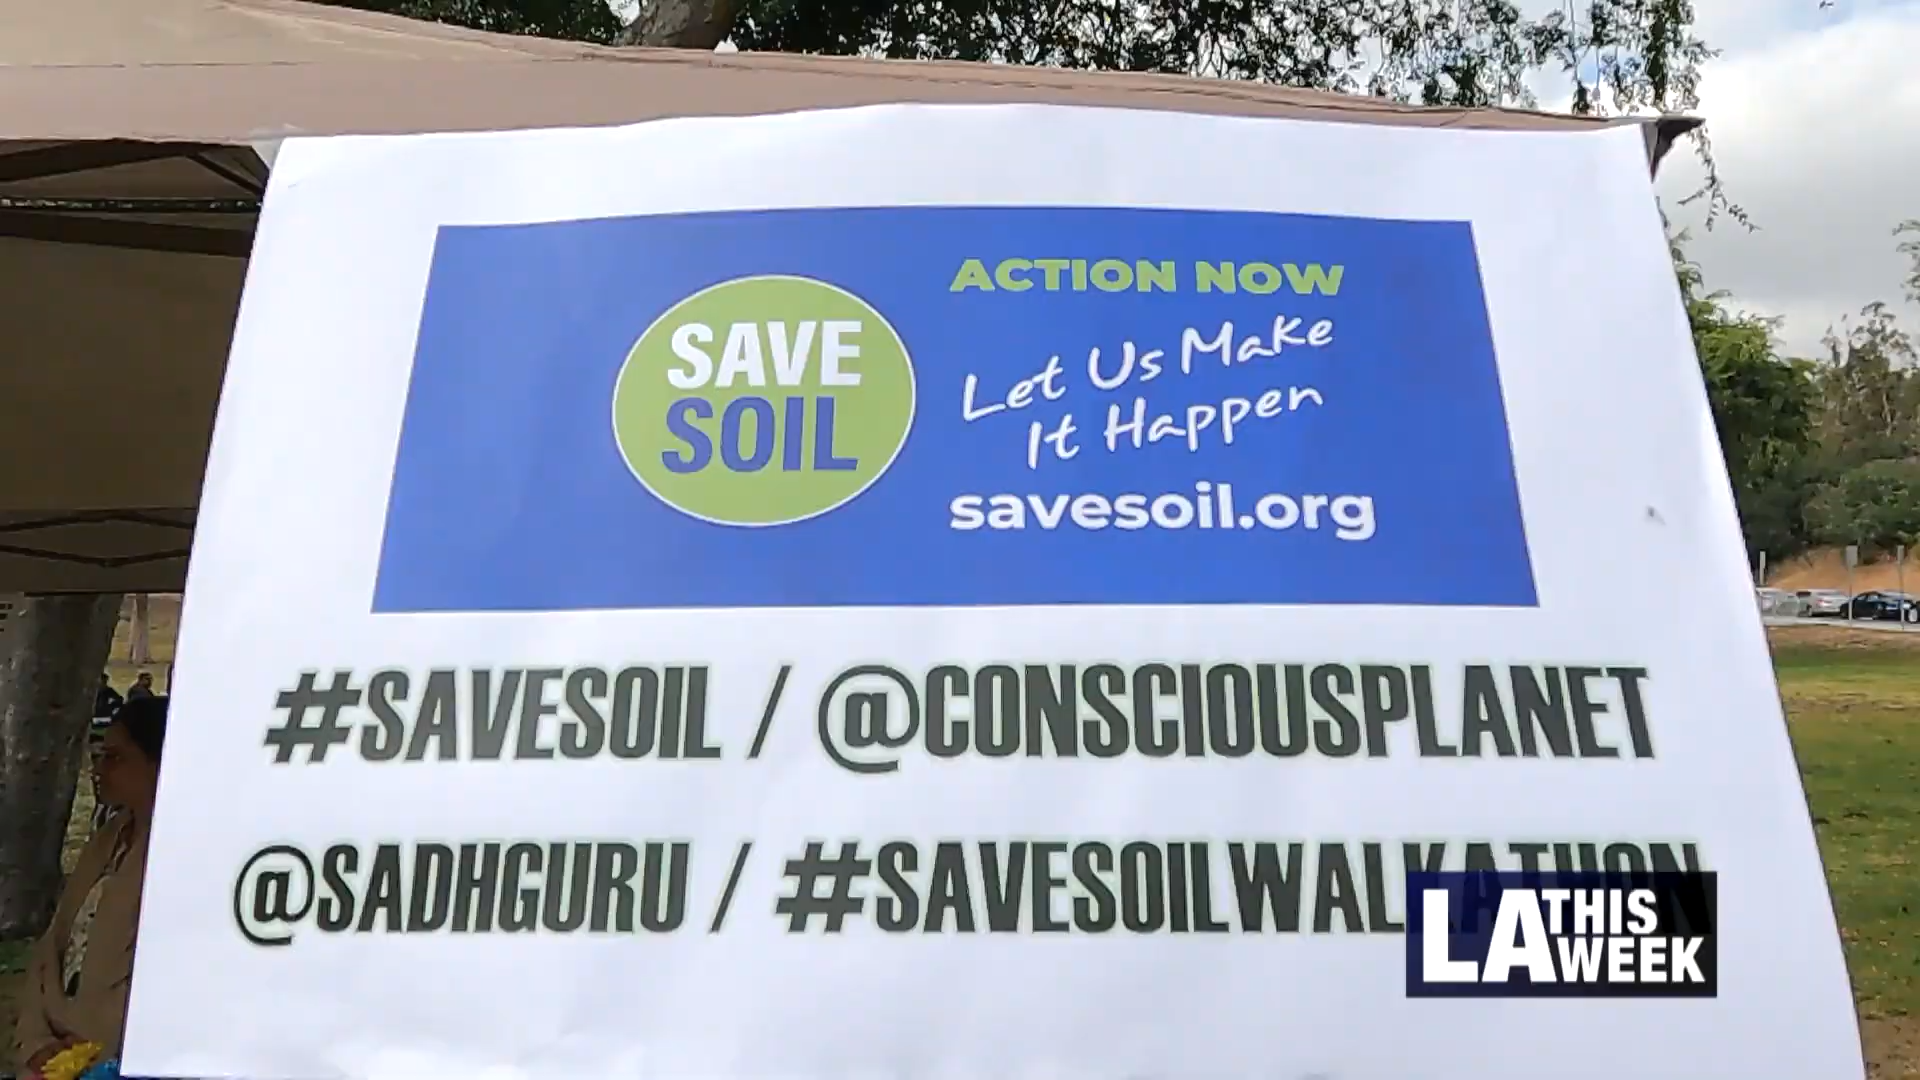 SAVE
SOIL
ACTION NOW
Let Us Make
It Happen
savesoil.org
#SAVESOIL / @CONSCIOUSPLANET
@SADHGURU / #SAVESOILWALKATHON
LA THIS
WEEK